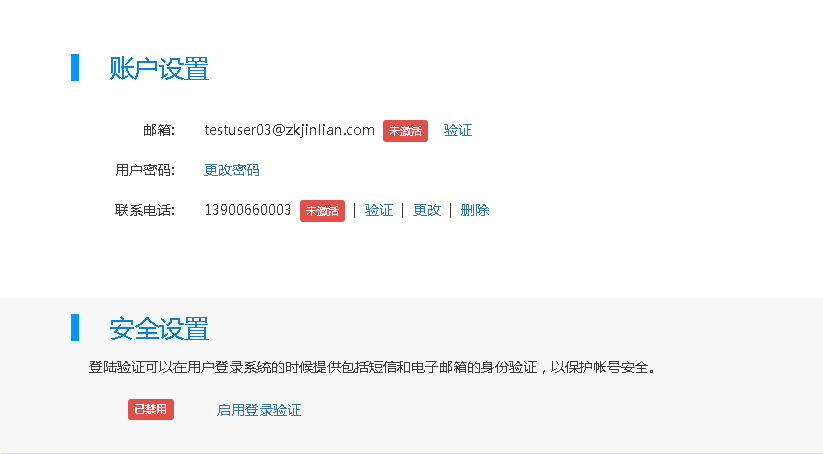 账户设置
邮箱: testuser03@zkjinlian.com 未激活 验证
用户密码: 更改密码
联系电话: 13900660003 未激活 | 验证 | 更改 | 删除
安全设置
登陆验证可以在用户登录系统的时候提供包括短信和电子邮箱的身份验证，以保护帐号安全。
已禁用 启用登录验证